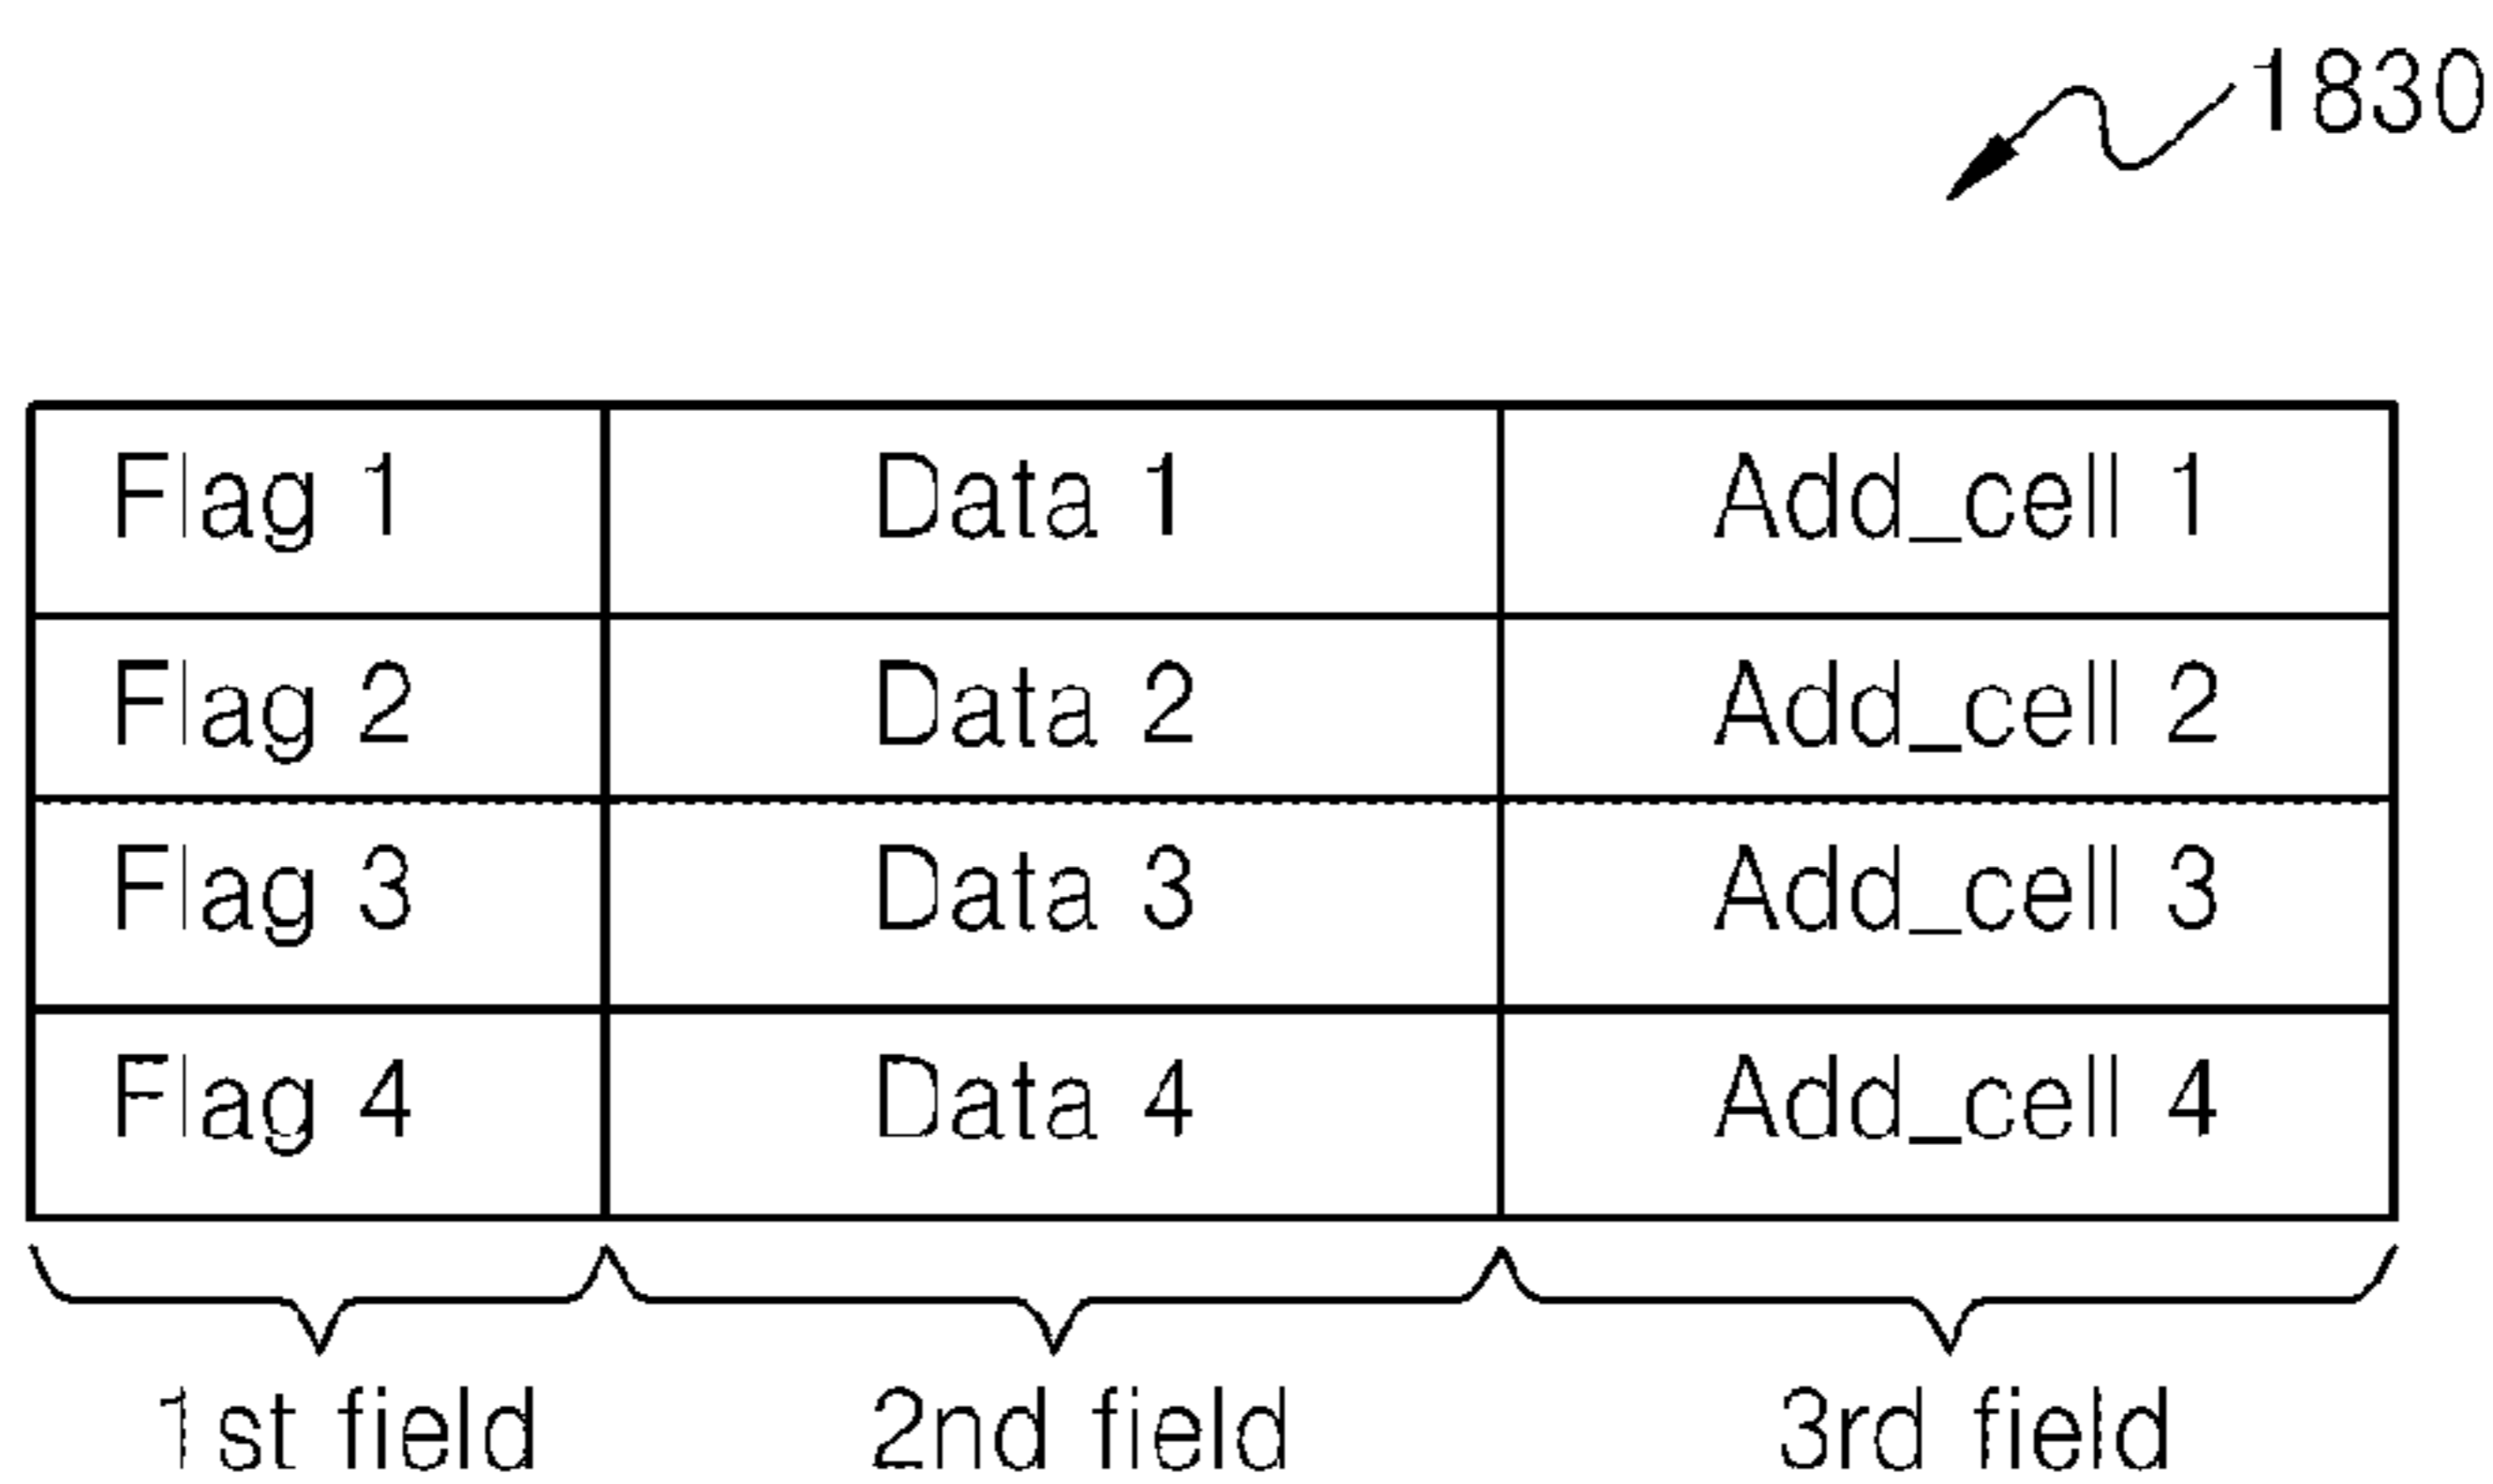 1830
Flag 1 Data 1 Add_cell 1
Flag 2 Data 2 Add_cell 2
Flag 3 Data 3 Add_cell 3
Flag 4 Data 4 Add_cell 4
1st field 2nd field 3rd field